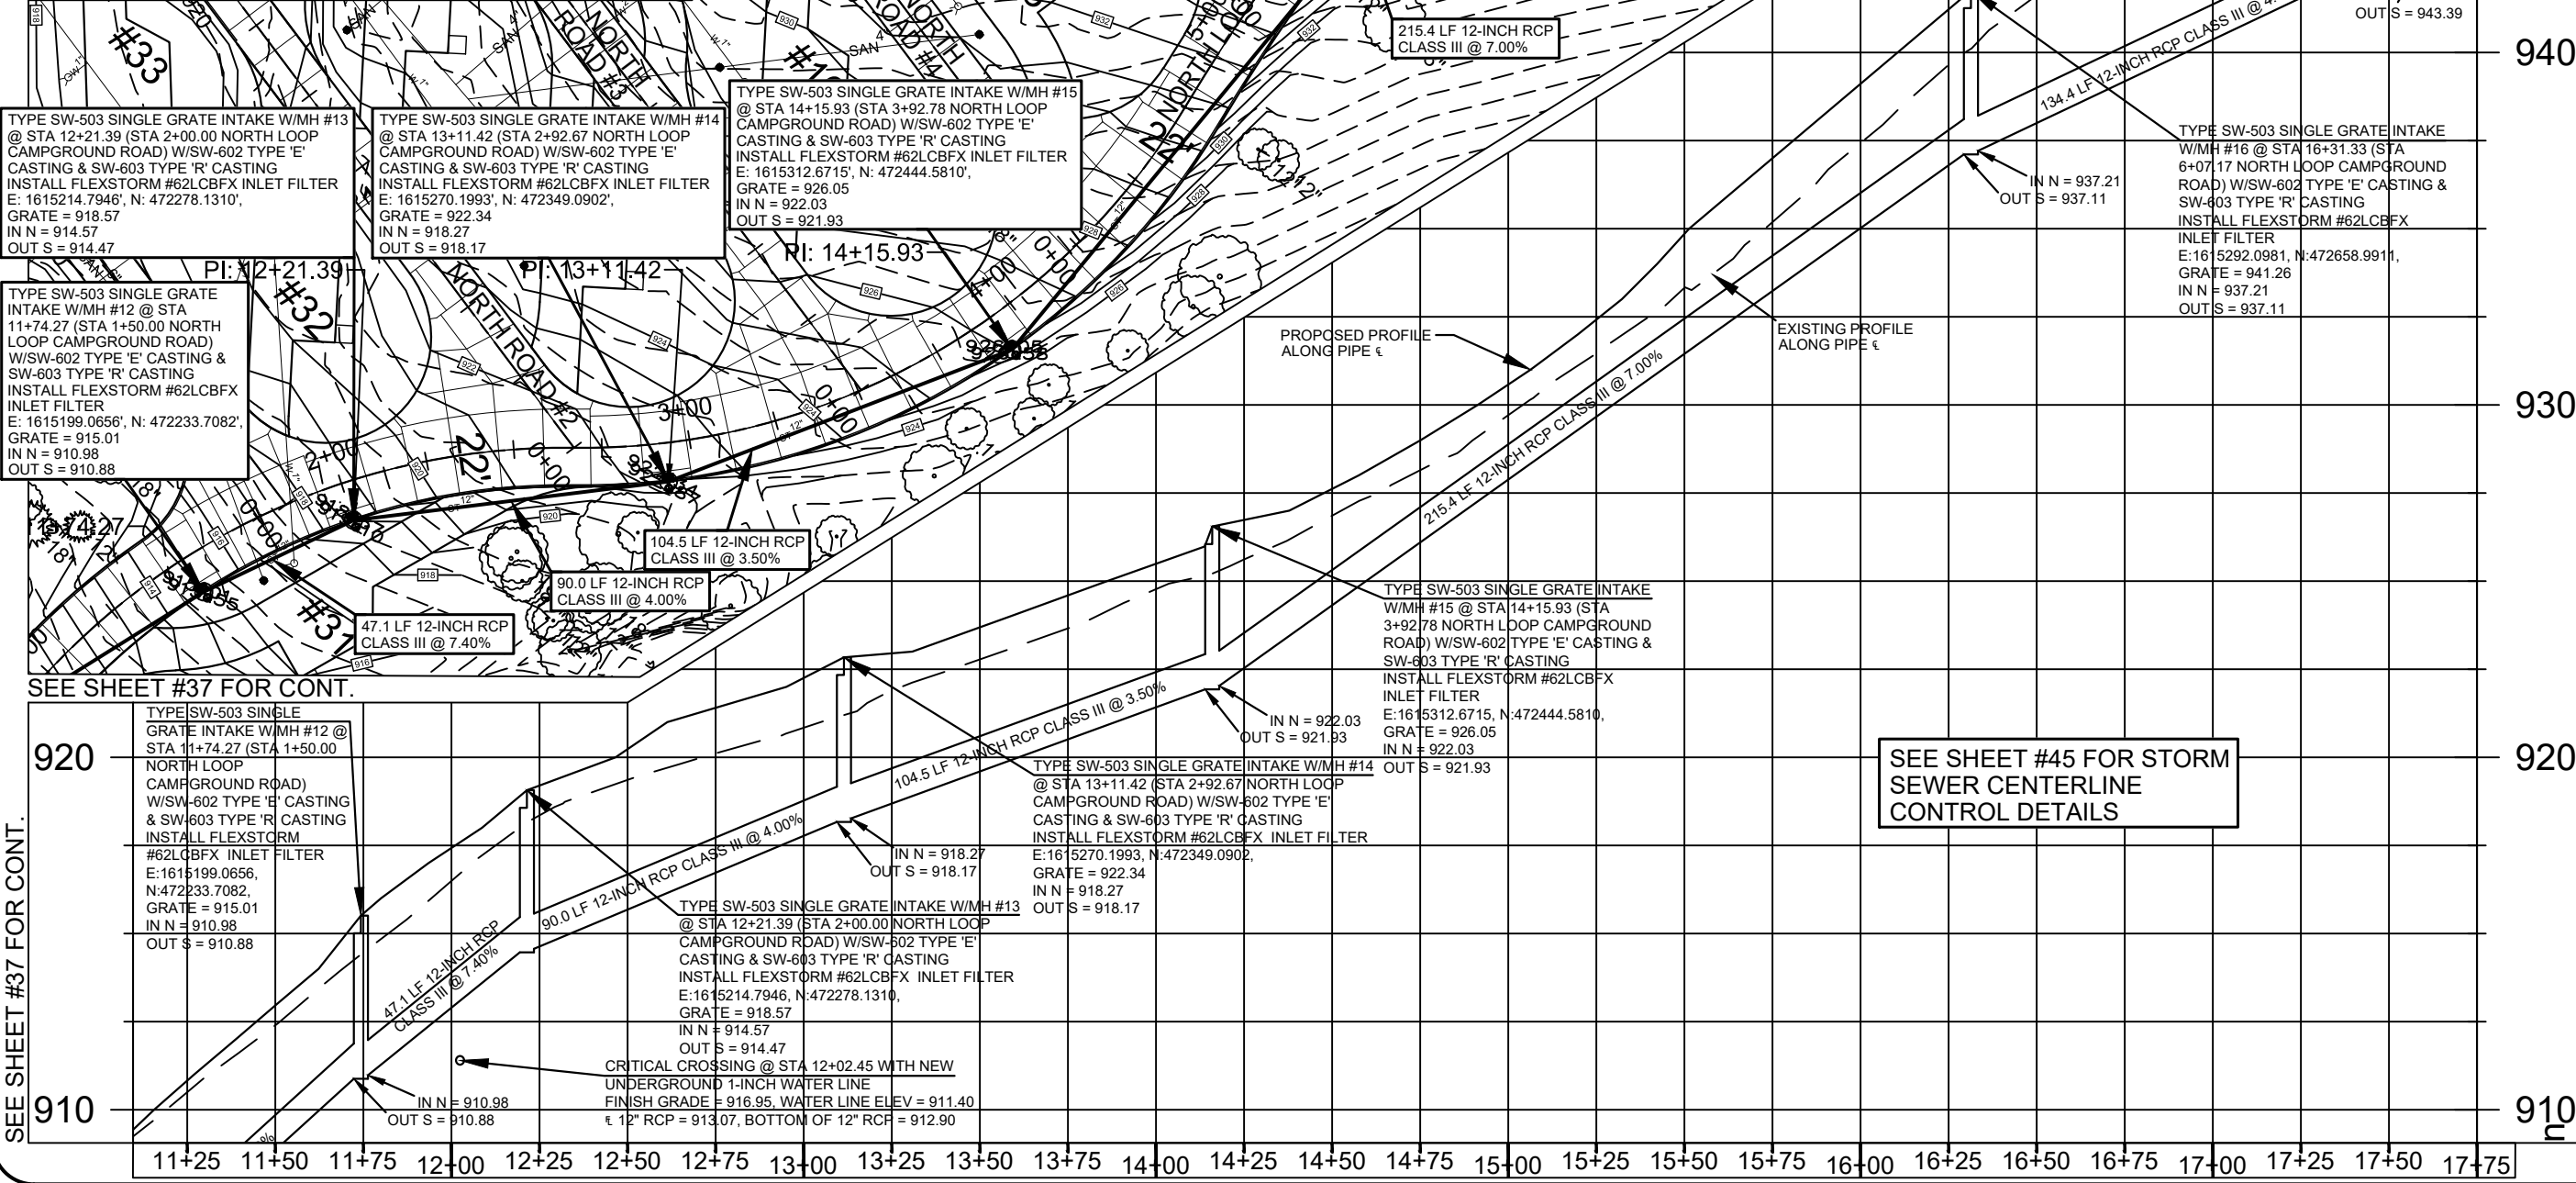 OUT S = 943.39
215.4 LF 12-INCH RCP
CLASS III @ 7.00%
#33
NORTH
ROAD #3
NORTH
ROAD #4
SAN 4"
940
134.4 LF 12-INCH RCP CLASS III @ 4.
TYPE SW-503 SINGLE GRATE INTAKE W/MH #13
@ STA 12+21.39 (STA 2+00.00 NORTH LOOP
CAMPGROUND ROAD) W/SW-602 TYPE 'E'
CASTING & SW-603 TYPE 'R' CASTING
INSTALL FLEXSTORM #62LCBFX INLET FILTER
E: 1615214.7946', N: 472278.1310',
GRATE = 918.57
IN N = 914.57
OUT S = 914.47
TYPE SW-503 SINGLE GRATE INTAKE W/MH #14
@ STA 13+11.42 (STA 2+92.67 NORTH LOOP
CAMPGROUND ROAD) W/SW-602 TYPE 'E'
CASTING & SW-603 TYPE 'R' CASTING
INSTALL FLEXSTORM #62LCBFX INLET FILTER
E: 1615270.1993', N: 472349.0902',
GRATE = 922.34
IN N = 918.27
OUT S = 918.17
TYPE SW-503 SINGLE GRATE INTAKE W/MH #15
@ STA 14+15.93 (STA 3+92.78 NORTH LOOP
CAMPGROUND ROAD) W/SW-602 TYPE 'E'
CASTING & SW-603 TYPE 'R' CASTING
INSTALL FLEXSTORM #62LCBFX INLET FILTER
E: 1615312.6715', N: 472444.5810',
GRATE = 926.05
IN N = 922.03
OUT S = 921.93
22'
TYPE SW-503 SINGLE GRATE INTAKE
W/MH #16 @ STA 16+31.33 (STA
6+07.17 NORTH LOOP CAMPGROUND
ROAD) W/SW-602 TYPE 'E' CASTING &
SW-603 TYPE 'R' CASTING
INSTALL FLEXSTORM #62LCBFX
INLET FILTER
E:1615292.0981, N:472658.9911,
GRATE = 941.26
IN N = 937.21
OUT S = 937.11
IN N = 937.21
OUT S = 937.11
PI: 12+21.39
PI: 13+11.42
PI: 14+15.93
TYPE SW-503 SINGLE GRATE
INTAKE W/MH #12 @ STA
11+74.27 (STA 1+50.00 NORTH
LOOP CAMPGROUND ROAD)
W/SW-602 TYPE 'E' CASTING &
SW-603 TYPE 'R' CASTING
INSTALL FLEXSTORM #62LCBFX
INLET FILTER
E: 1615199.0656', N: 472233.7082',
GRATE = 915.01
IN N = 910.98
OUT S = 910.88
#32
NORTH ROAD #2
22'
2+00
3+00
4+00
0+00
0+00
0+00
0+00
PROPOSED PROFILE
ALONG PIPE ℄
EXISTING PROFILE
ALONG PIPE ℄
930
215.4 LF 12-INCH RCP CLASS III @ 7.00%
104.5 LF 12-INCH RCP
CLASS III @ 3.50%
90.0 LF 12-INCH RCP
CLASS III @ 4.00%
47.1 LF 12-INCH RCP
CLASS III @ 7.40%
SEE SHEET #37 FOR CONT.
SEE SHEET #37 FOR CONT.
TYPE SW-503 SINGLE
GRATE INTAKE W/MH #12 @
STA 11+74.27 (STA 1+50.00
NORTH LOOP
CAMPGROUND ROAD)
W/SW-602 TYPE 'E' CASTING
& SW-603 TYPE 'R' CASTING
INSTALL FLEXSTORM
#62LCBFX INLET FILTER
E:1615199.0656,
N:472233.7082,
GRATE = 915.01
IN N = 910.98
OUT S = 910.88
TYPE SW-503 SINGLE GRATE INTAKE
W/MH #15 @ STA 14+15.93 (STA
3+92.78 NORTH LOOP CAMPGROUND
ROAD) W/SW-602 TYPE 'E' CASTING &
SW-603 TYPE 'R' CASTING
INSTALL FLEXSTORM #62LCBFX
INLET FILTER
E:1615312.6715, N:472444.5810,
GRATE = 926.05
IN N = 922.03
OUT S = 921.93
IN N = 922.03
OUT S = 921.93
104.5 LF 12-INCH RCP CLASS III @ 3.50%
TYPE SW-503 SINGLE GRATE INTAKE W/MH #14
@ STA 13+11.42 (STA 2+92.67 NORTH LOOP
CAMPGROUND ROAD) W/SW-602 TYPE 'E'
CASTING & SW-603 TYPE 'R' CASTING
INSTALL FLEXSTORM #62LCBFX INLET FILTER
E:1615270.1993, N:472349.0902,
GRATE = 922.34
IN N = 918.27
OUT S = 918.17
IN N = 918.27
OUT S = 918.17
90.0 LF 12-INCH RCP CLASS III @ 4.00%
TYPE SW-503 SINGLE GRATE INTAKE W/MH #13
@ STA 12+21.39 (STA 2+00.00 NORTH LOOP
CAMPGROUND ROAD) W/SW-602 TYPE 'E'
CASTING & SW-603 TYPE 'R' CASTING
INSTALL FLEXSTORM #62LCBFX INLET FILTER
E:1615214.7946, N:472278.1310,
GRATE = 918.57
IN N = 914.57
OUT S = 914.47
47.1 LF 12-INCH RCP
CLASS III @ 7.40%
IN N = 910.98
OUT S = 910.88
CRITICAL CROSSING @ STA 12+02.45 WITH NEW
UNDERGROUND 1-INCH WATER LINE
FINISH GRADE = 916.95, WATER LINE ELEV = 911.40
℄ 12" RCP = 913.07, BOTTOM OF 12" RCP = 912.90
SEE SHEET #45 FOR STORM
SEWER CENTERLINE
CONTROL DETAILS
920
920
910
910
11+25 11+50 11+75 12+00 12+25 12+50 12+75 13+00 13+25 13+50 13+75 14+00 14+25 14+50 14+75 15+00 15+25 15+50 15+75 16+00 16+25 16+50 16+75 17+00 17+25 17+50 17+75